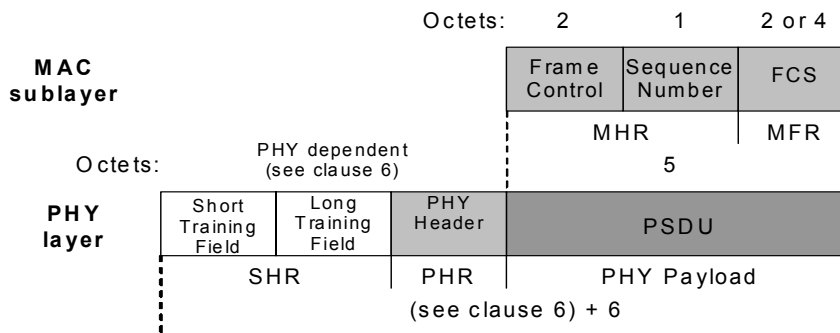 Octets: 2 1 2 or 4
MAC sublayer
Frame Control
Sequence Number
FCS
MHR MFR
Octets: PHY dependent (see clause 6) 5
PHY layer
Short Training Field
Long Training Field
PHY Header
PSDU
SHR PHR PHY Payload
(see clause 6) + 6